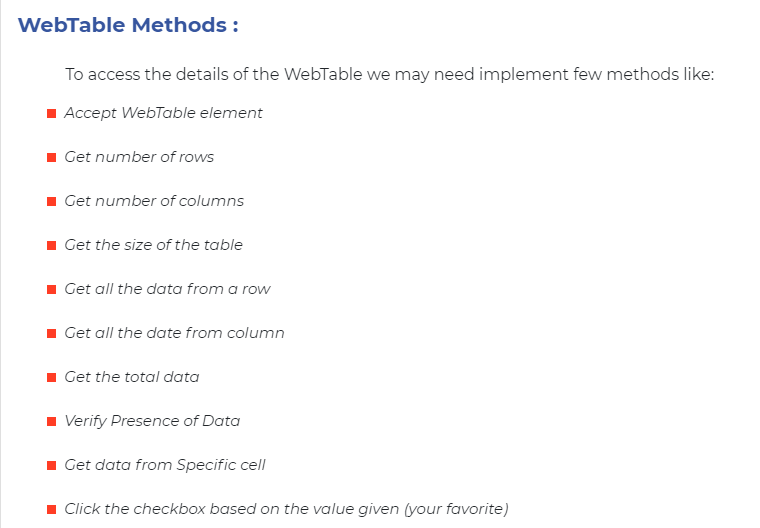 WebTable Methods :
To access the details of the WebTable we may need implement few methods like:
Accept WebTable element
Get number of rows
Get number of columns
Get the size of the table
Get all the data from a row
Get all the date from column
Get the total data
Verify Presence of Data
Get data from Specific cell
Click the checkbox based on the value given (your favorite)